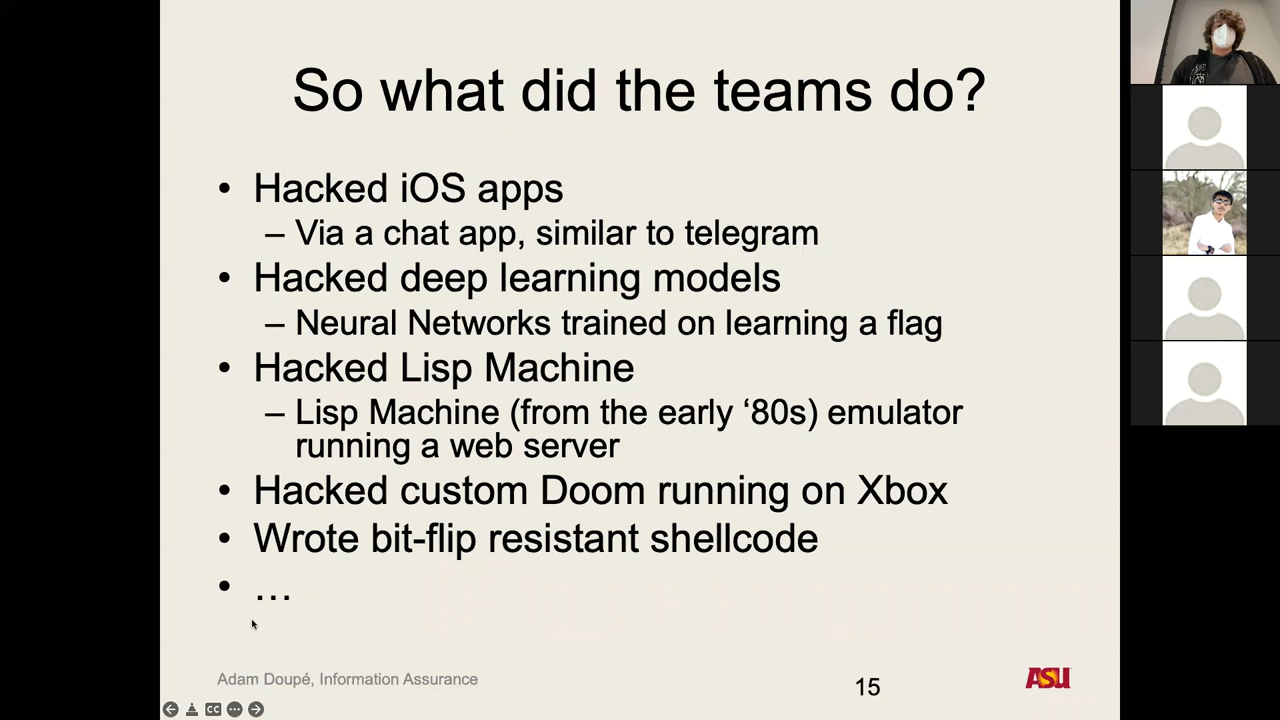 So what did the teams do?
• Hacked iOS apps
– Via a chat app, similar to telegram
• Hacked deep learning models
– Neural Networks trained on learning a flag
• Hacked Lisp Machine
– Lisp Machine (from the early ‘80s) emulator
running a web server
• Hacked custom Doom running on Xbox
• Wrote bit-flip resistant shellcode
• …
Adam Doupé, Information Assurance
15
ASU
CC